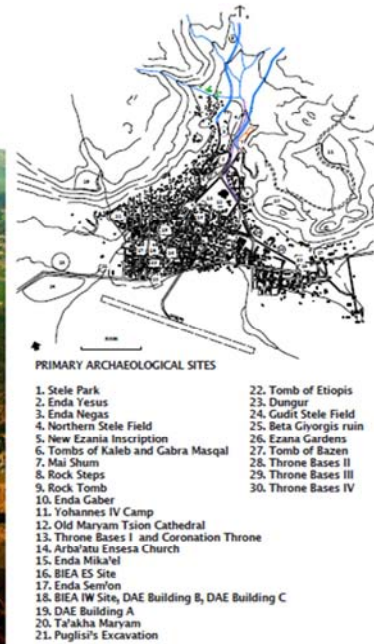 PRIMARY ARCHAEOLOGICAL SITES
1. Stele Park
2. Enda Yesus
3. Enda Negas
4. Northern Stele Field
5. New Ezania Inscription
6. Tombs of Kaleb and Gabra Masqal
7. Mai Shum
8. Rock Steps
9. Rock Tomb
10. Enda Gaber
11. Yohannes IV Camp
12. Old Maryam Tsion Cathedral
13. Throne Bases I and Coronation Throne
14. Arba'atu Ensesa Church
15. Enda Mika'el
16. BIEA ES Site
17. Enda Sem'on
18. BIEA IW Site, DAE Building B, DAE Building C
19. DAE Building A
20. Ta'akha Maryam
21. Puglisi's Excavation
22. Tomb of Etiopis
23. Dungur
24. Gudit Stele Field
25. Beta Giyorgis ruin
26. Ezana Gardens
27. Tomb of Bazen
28. Throne Bases II
29. Throne Bases III
30. Throne Bases IV